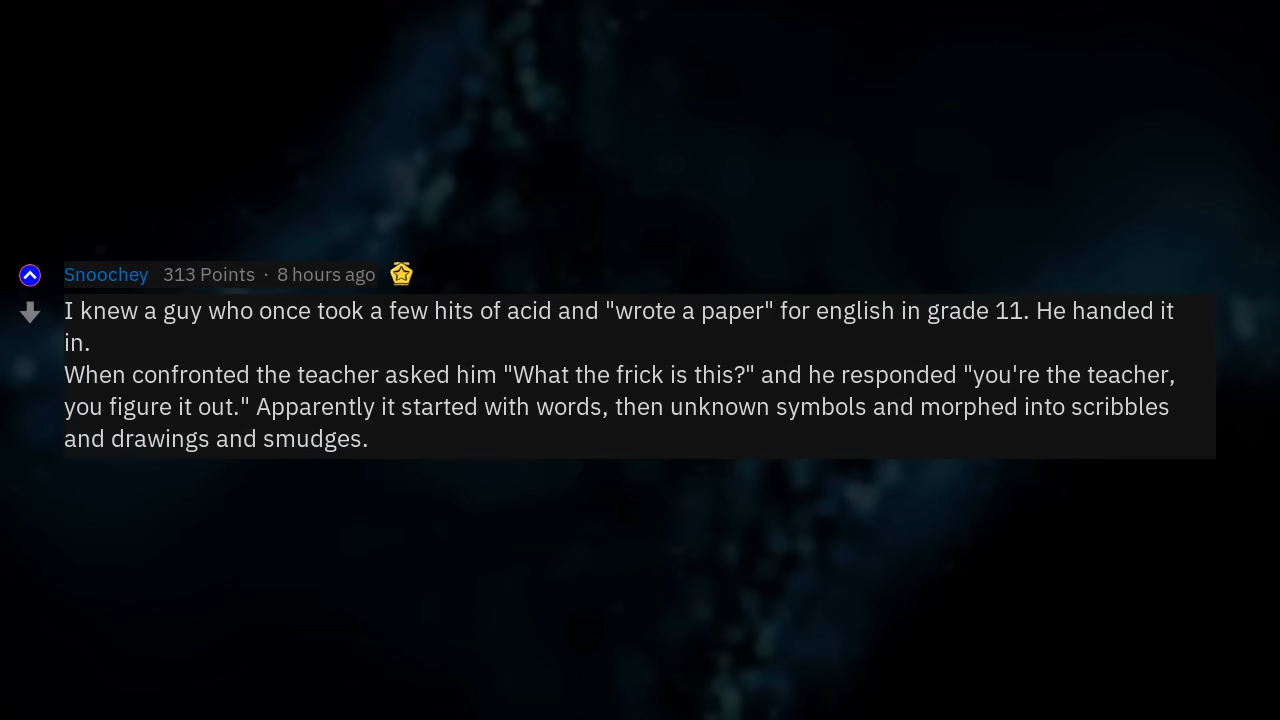 Snoochey 313 Points · 8 hours ago
I knew a guy who once took a few hits of acid and "wrote a paper" for english in grade 11. He handed it
in.
When confronted the teacher asked him "What the frick is this?" and he responded "you're the teacher,
you figure it out." Apparently it started with words, then unknown symbols and morphed into scribbles
and drawings and smudges.